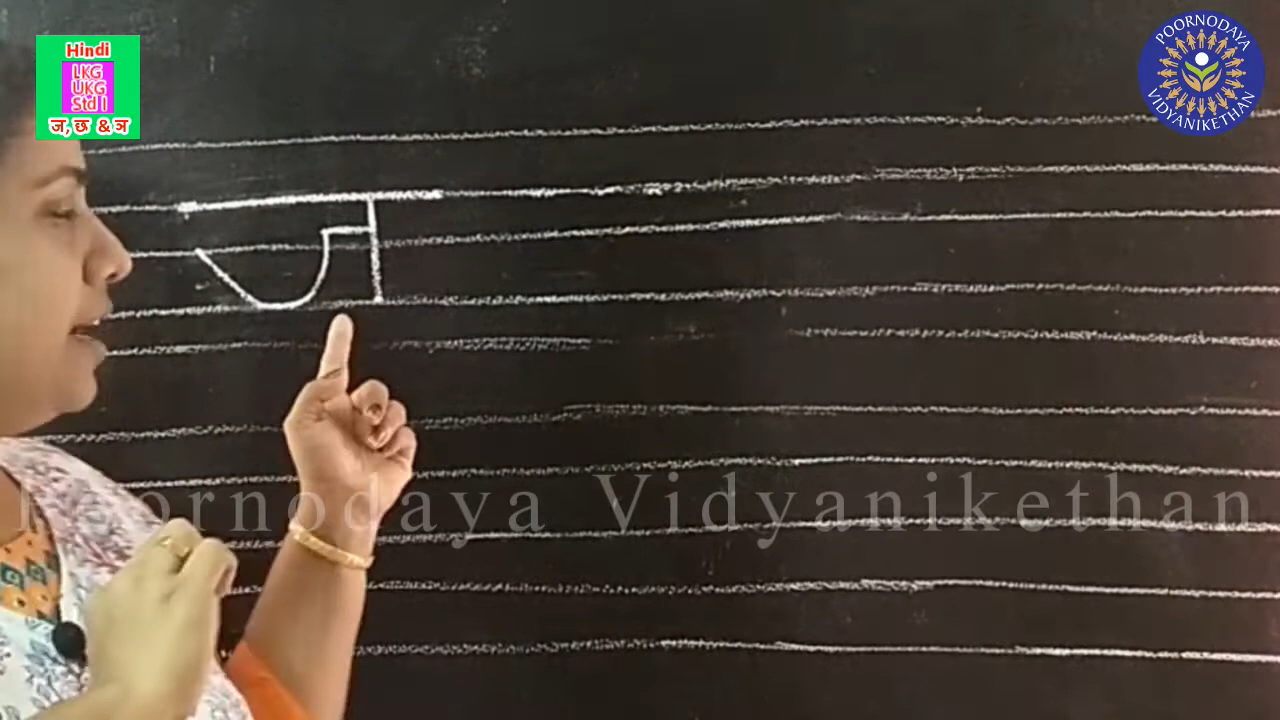 Hindi
LKG
UKG
Std I
ज, छ & ञ
POORNODAYA
VIDYANIKETHAN
ज
Poornodaya Vidyanikethan